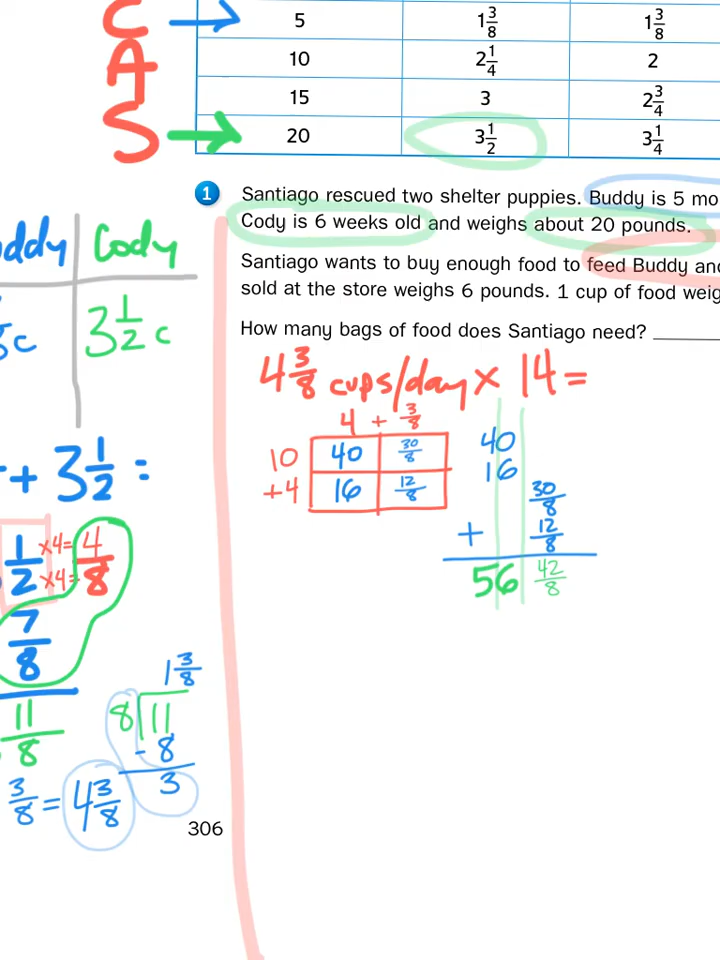 C 5 1 3/8 1 3/8
A 10 2 1/4 2
15 3 2 3/4
S 20 3 1/2 3 1/4
1 Santiago rescued two shelter puppies. Buddy is 5 mo
Cody is 6 weeks old and weighs about 20 pounds.
Santiago wants to buy enough food to feed Buddy and
sold at the store weighs 6 pounds. 1 cup of food weig
How many bags of food does Santiago need?
ddy Cody
c 3 1/2 c
+ 3 1/2 =
1/2 x4= 4/8
x4=
7/8
11/8
3/8 = 4 3/8
1 3/8
8 11
- 8
3
4 3/8 cups/day x 14 =
4 + 3/8
10 40 30/8
+4 16 12/8
40
16
30/8
+ 12/8
56 42/8
306